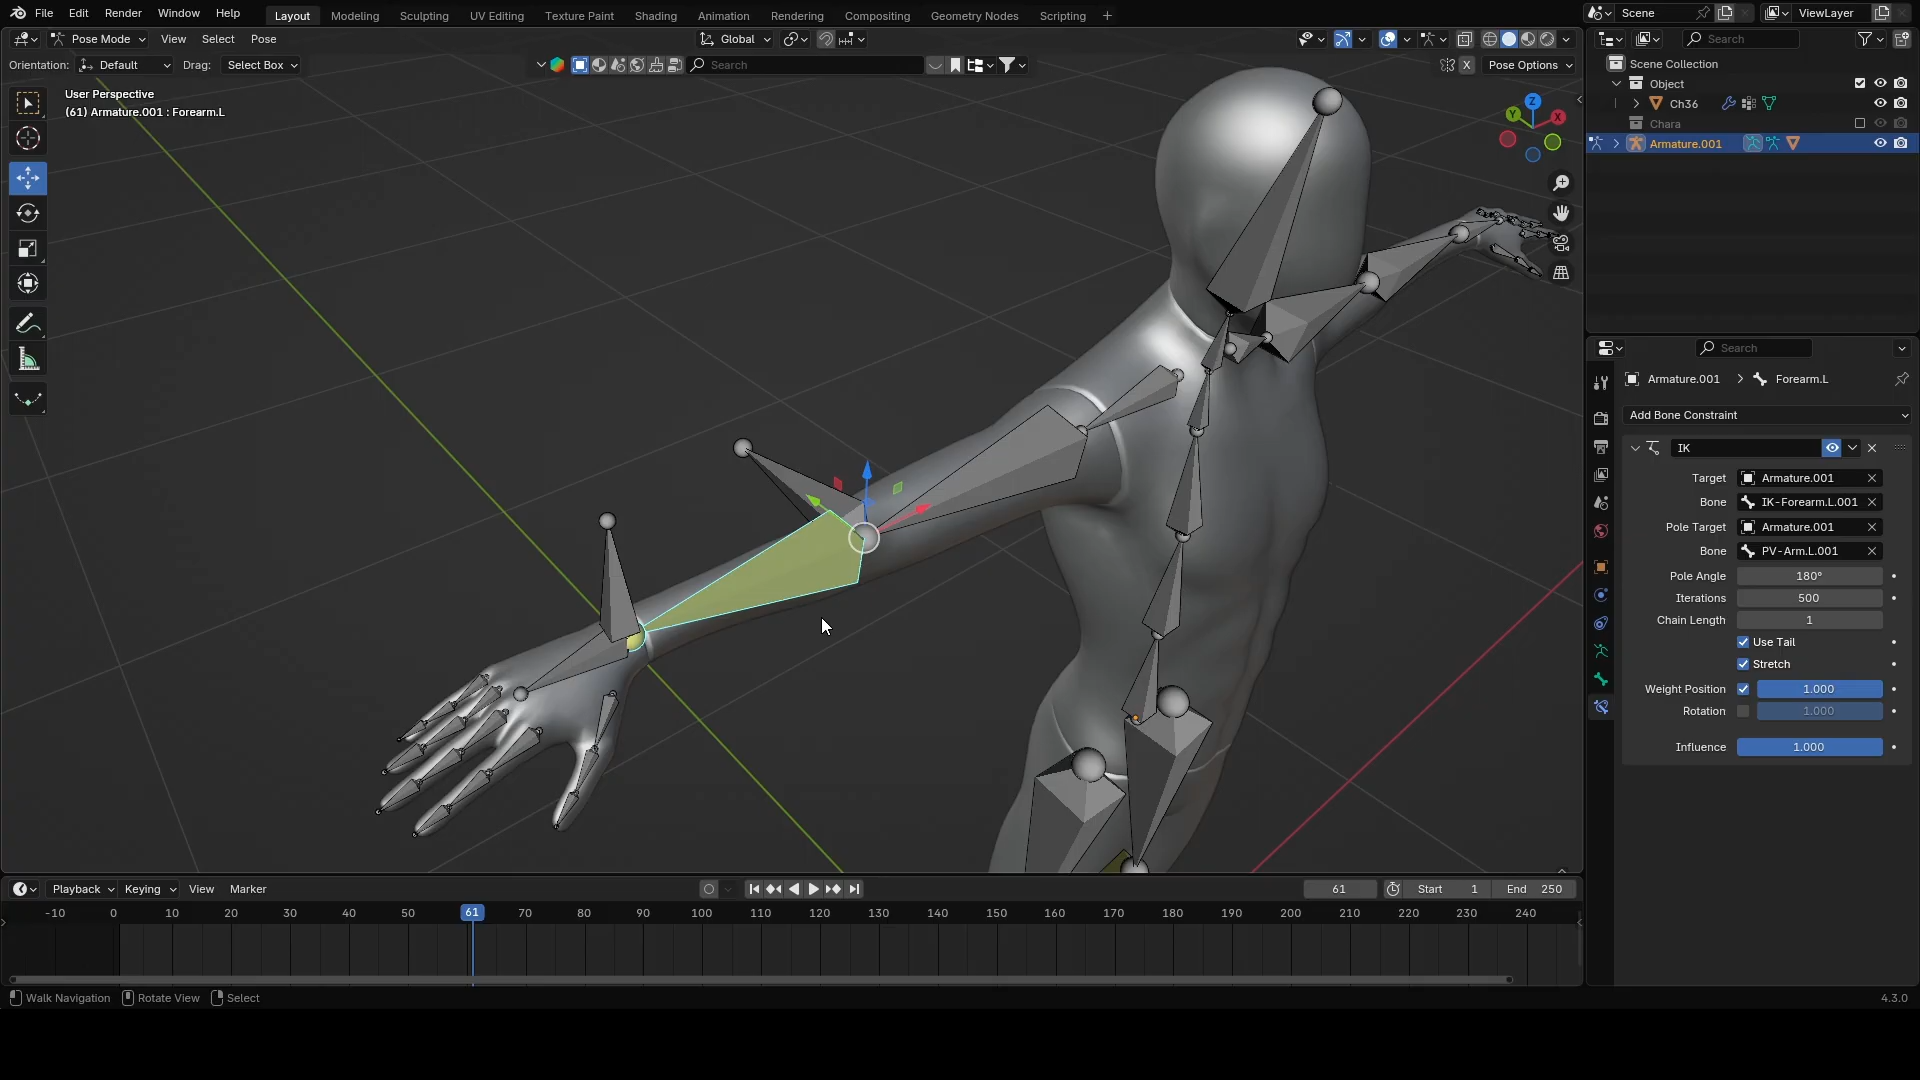 File Edit Render Window Help Layout Modeling Sculpting UV Editing Texture Paint Shading Animation Rendering Compositing Geometry Nodes Scripting + Scene ViewLayer
Pose Mode View Select Pose Global Search
Orientation: Default Drag: Select Box Search X Pose Options
User Perspective
(61) Armature.001 : Forearm.L
Z
Y
X
Scene Collection
Object
Ch36
Chara
Armature.001
Search
Armature.001 > Forearm.L
Add Bone Constraint
IK
Target Armature.001
Bone IK-Forearm.L.001
Pole Target Armature.001
Bone PV-Arm.L.001
Pole Angle 180°
Iterations 500
Chain Length 1
Use Tail
Stretch
Weight Position 1.000
Rotation 1.000
Influence 1.000
Playback Keying View Marker 61 Start 1 End 250
-10 0 10 20 30 40 50 61 70 80 90 100 110 120 130 140 150 160 170 180 190 200 210 220 230 240
Walk Navigation Rotate View Select 4.3.0